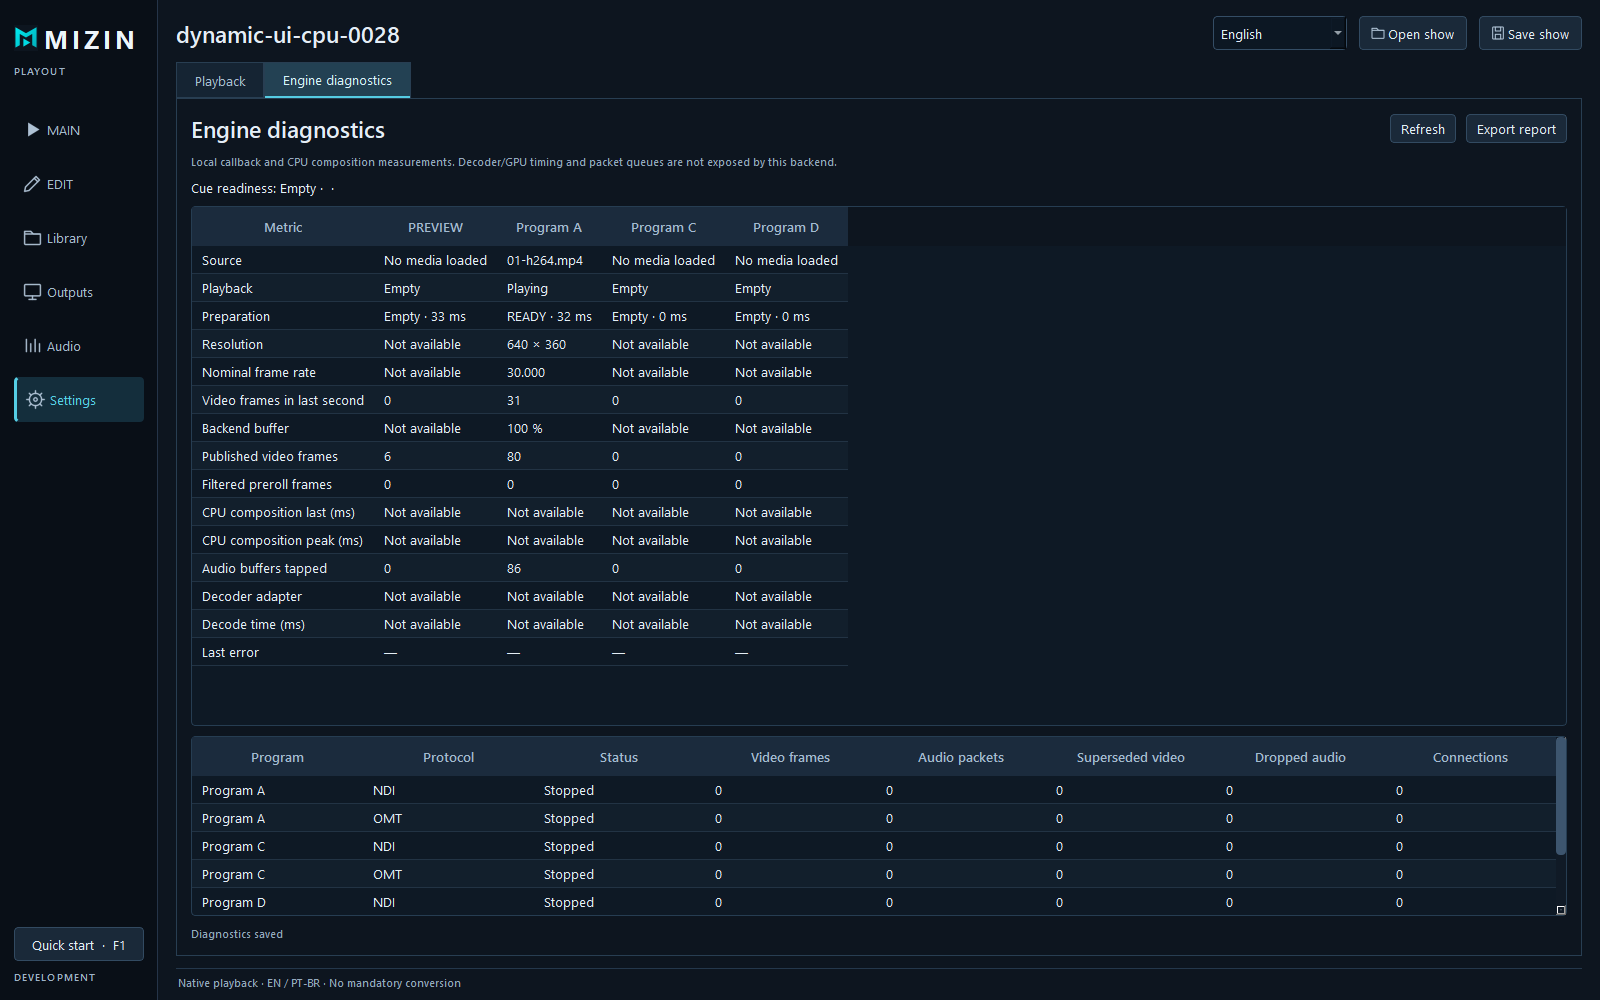 MIZIN
PLAYOUT
MAIN
EDIT
Library
Outputs
Audio
Settings
Quick start · F1
DEVELOPMENT
dynamic-ui-cpu-0028
English
Open show
Save show
Playback
Engine diagnostics
Engine diagnostics
Refresh
Export report
Local callback and CPU composition measurements. Decoder/GPU timing and packet queues are not exposed by this backend.
Cue readiness: Empty · ·
Metric PREVIEW Program A Program C Program D
Source No media loaded 01-h264.mp4 No media loaded No media loaded
Playback Empty Playing Empty Empty
Preparation Empty · 33 ms READY · 32 ms Empty · 0 ms Empty · 0 ms
Resolution Not available 640 × 360 Not available Not available
Nominal frame rate Not available 30.000 Not available Not available
Video frames in last second 0 31 0 0
Backend buffer Not available 100 % Not available Not available
Published video frames 6 80 0 0
Filtered preroll frames 0 0 0 0
CPU composition last (ms) Not available Not available Not available Not available
CPU composition peak (ms) Not available Not available Not available Not available
Audio buffers tapped 0 86 0 0
Decoder adapter Not available Not available Not available Not available
Decode time (ms) Not available Not available Not available Not available
Last error — — — —
Program Protocol Status Video frames Audio packets Superseded video Dropped audio Connections
Program A NDI Stopped 0 0 0 0 0
Program A OMT Stopped 0 0 0 0 0
Program C NDI Stopped 0 0 0 0 0
Program C OMT Stopped 0 0 0 0 0
Program D NDI Stopped 0 0 0 0 0
Diagnostics saved
Native playback · EN / PT-BR · No mandatory conversion